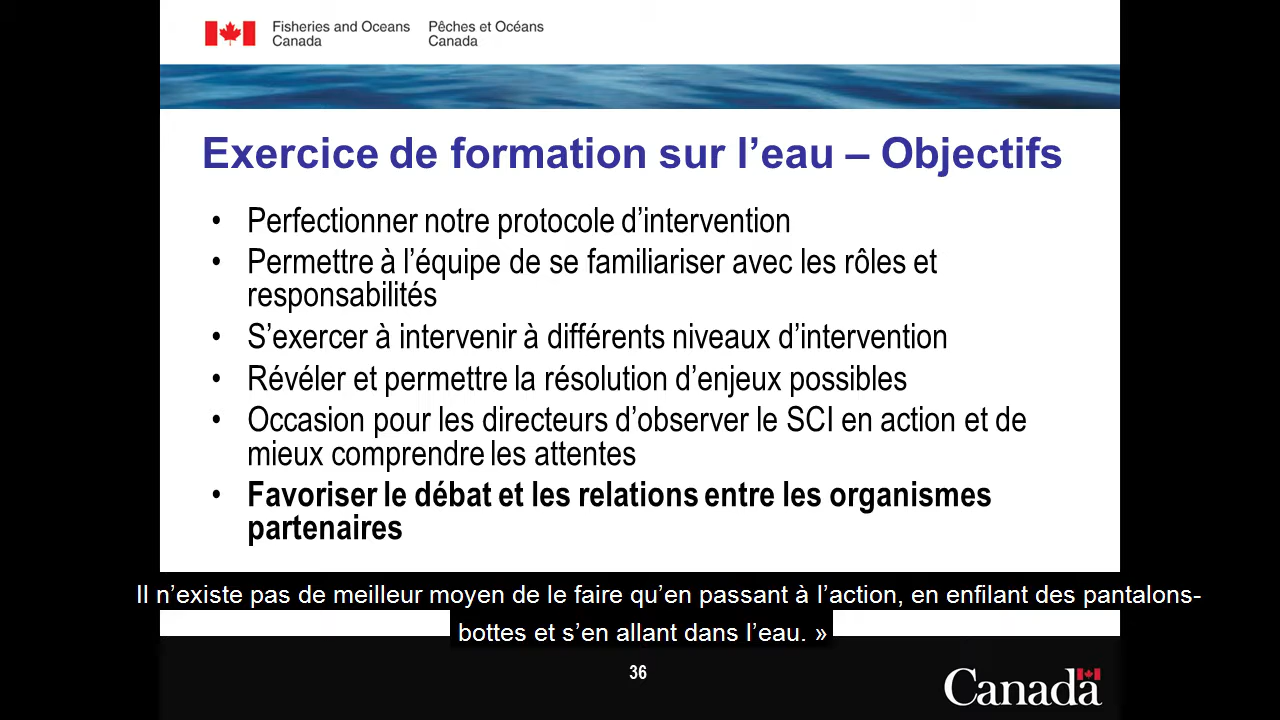 Fisheries and Oceans Pêches et Océans
Canada Canada
Exercice de formation sur l’eau – Objectifs
• Perfectionner notre protocole d’intervention
• Permettre à l’équipe de se familiariser avec les rôles et
responsabilités
• S’exercer à intervenir à différents niveaux d’intervention
• Révéler et permettre la résolution d’enjeux possibles
• Occasion pour les directeurs d’observer le SCI en action et de
mieux comprendre les attentes
• Favoriser le débat et les relations entre les organismes
partenaires
Il n’existe pas de meilleur moyen de le faire qu’en passant à l’action, en enfilant des pantalons-
bottes et s’en allant dans l’eau. »
36
Canada